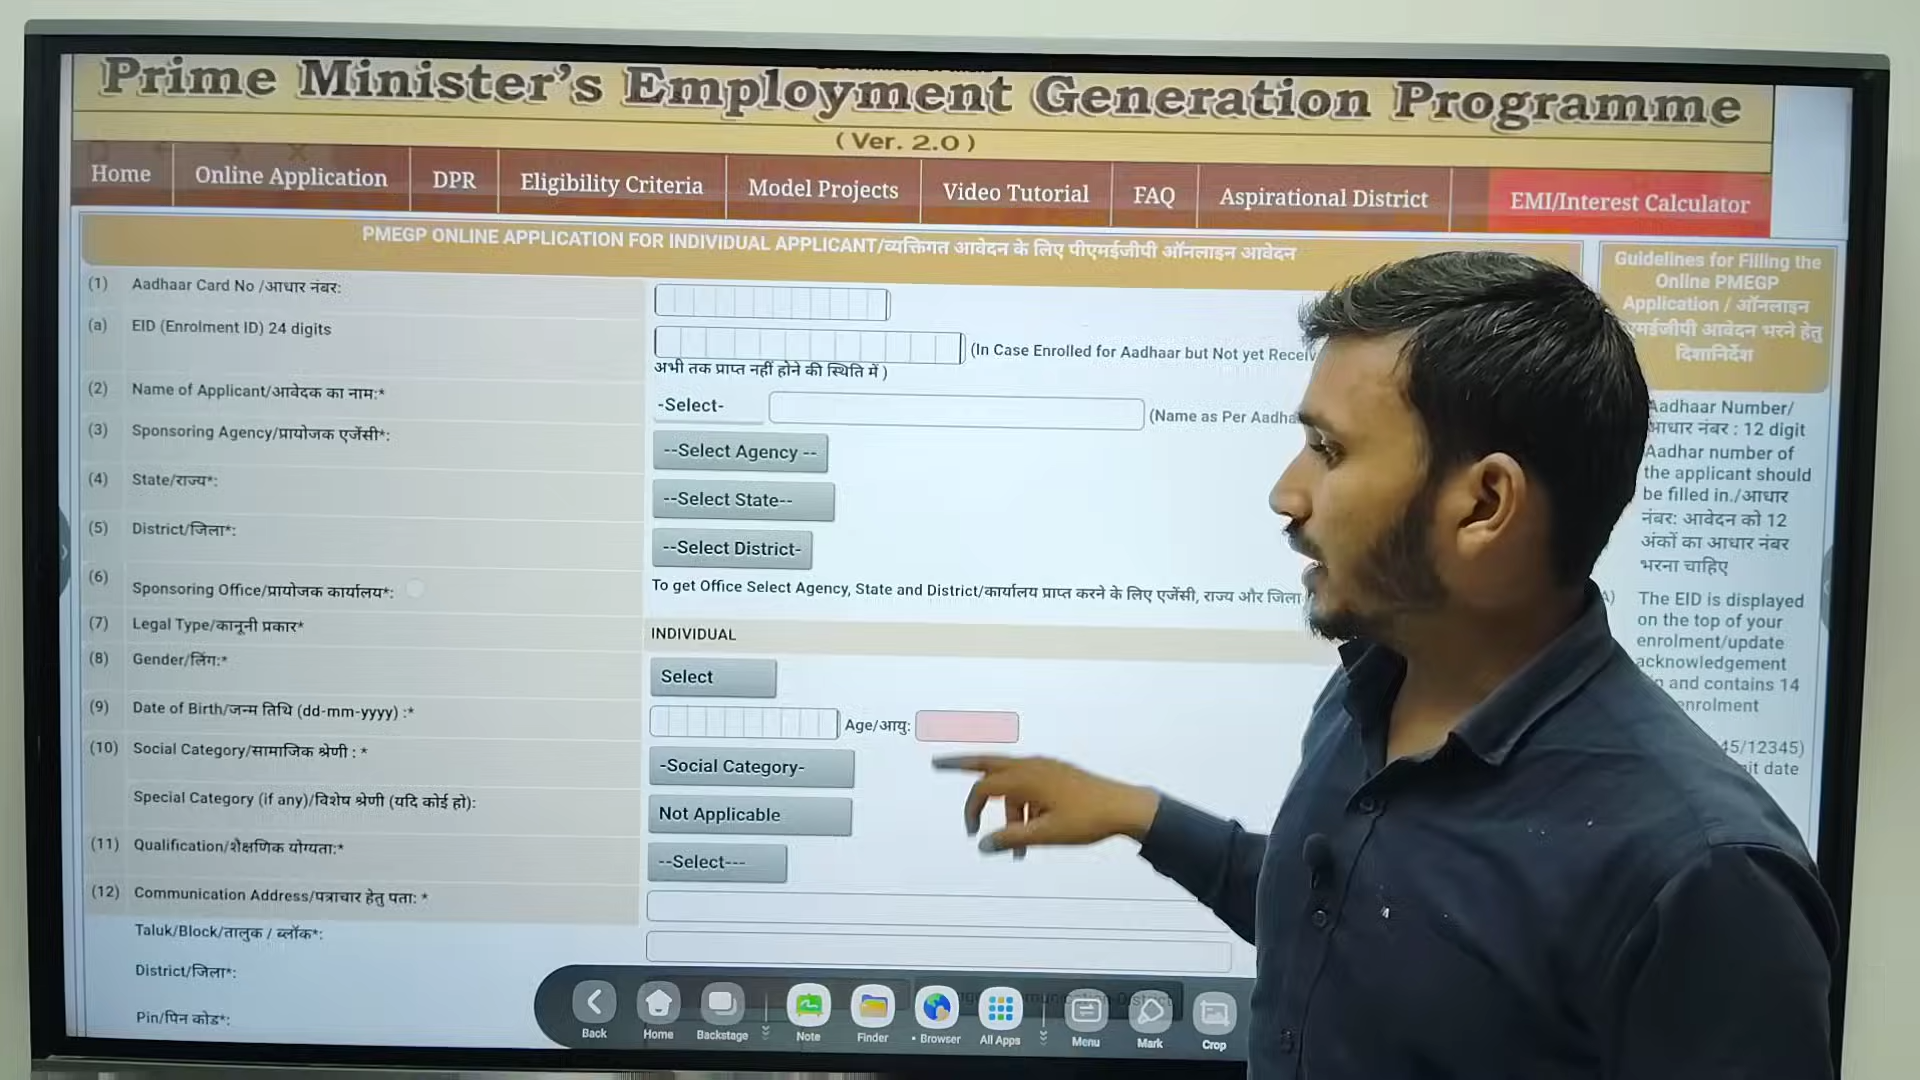 Prime Minister's Employment Generation Programme
( Ver. 2.0 )
Home
Online Application
DPR
Eligibility Criteria
Model Projects
Video Tutorial
FAQ
Aspirational District
EMI/Interest Calculator
PMEGP ONLINE APPLICATION FOR INDIVIDUAL APPLICANT/व्यक्तिगत आवेदन के लिए पीएमईजीपी ऑनलाइन आवेदन
(1) Aadhaar Card No /आधार नंबर:
(a) EID (Enrolment ID) 24 digits
(In Case Enrolled for Aadhaar but Not yet
अभी तक प्राप्त नहीं होने की स्थिति में )
(2) Name of Applicant/आवेदक का नाम:*
-Select-
(Name as Per
(3) Sponsoring Agency/प्रायोजक एजेंसी*:
--Select Agency --
(4) State/राज्य*:
--Select State--
(5) District/जिला*:
--Select District-
(6) Sponsoring Office/प्रायोजक कार्यालय*:
To get Office Select Agency, State and District/कार्यालय प्राप्त करने के लिए एजेंसी, राज्य और जिला
(7) Legal Type/कानूनी प्रकार*
INDIVIDUAL
(8) Gender/लिंग:*
Select
(9) Date of Birth/जन्म तिथि (dd-mm-yyyy) :*
Age/आयु:
(10) Social Category/सामाजिक श्रेणी : *
-Social Category-
Special Category (if any)/विशेष श्रेणी (यदि कोई हो):
Not Applicable
(11) Qualification/शैक्षणिक योग्यता:*
--Select---
(12) Communication Address/पत्राचार हेतु पता: *
Taluk/Block/तालुक / ब्लॉक*:
District/जिला*:
Pin/पिन कोड*:
Guidelines for Filling the
Online PMEGP
Application / ऑनलाइन
आवेदन भरने हेतु
दिशानिर्देश
Aadhaar Number/
आधार नंबर : 12 digit
Aadhar number of
the applicant should
be filled in./आधार
नंबर: आवेदन को 12
अंकों का आधार नंबर
भरना चाहिए
The EID is displayed
on the top of your
enrolment/update
acknowledgement
and contains 14
enrolment
45/12345)
date
Back
Home
Backstage
Note
Finder
Browser
All Apps
Menu
Mark
Crop